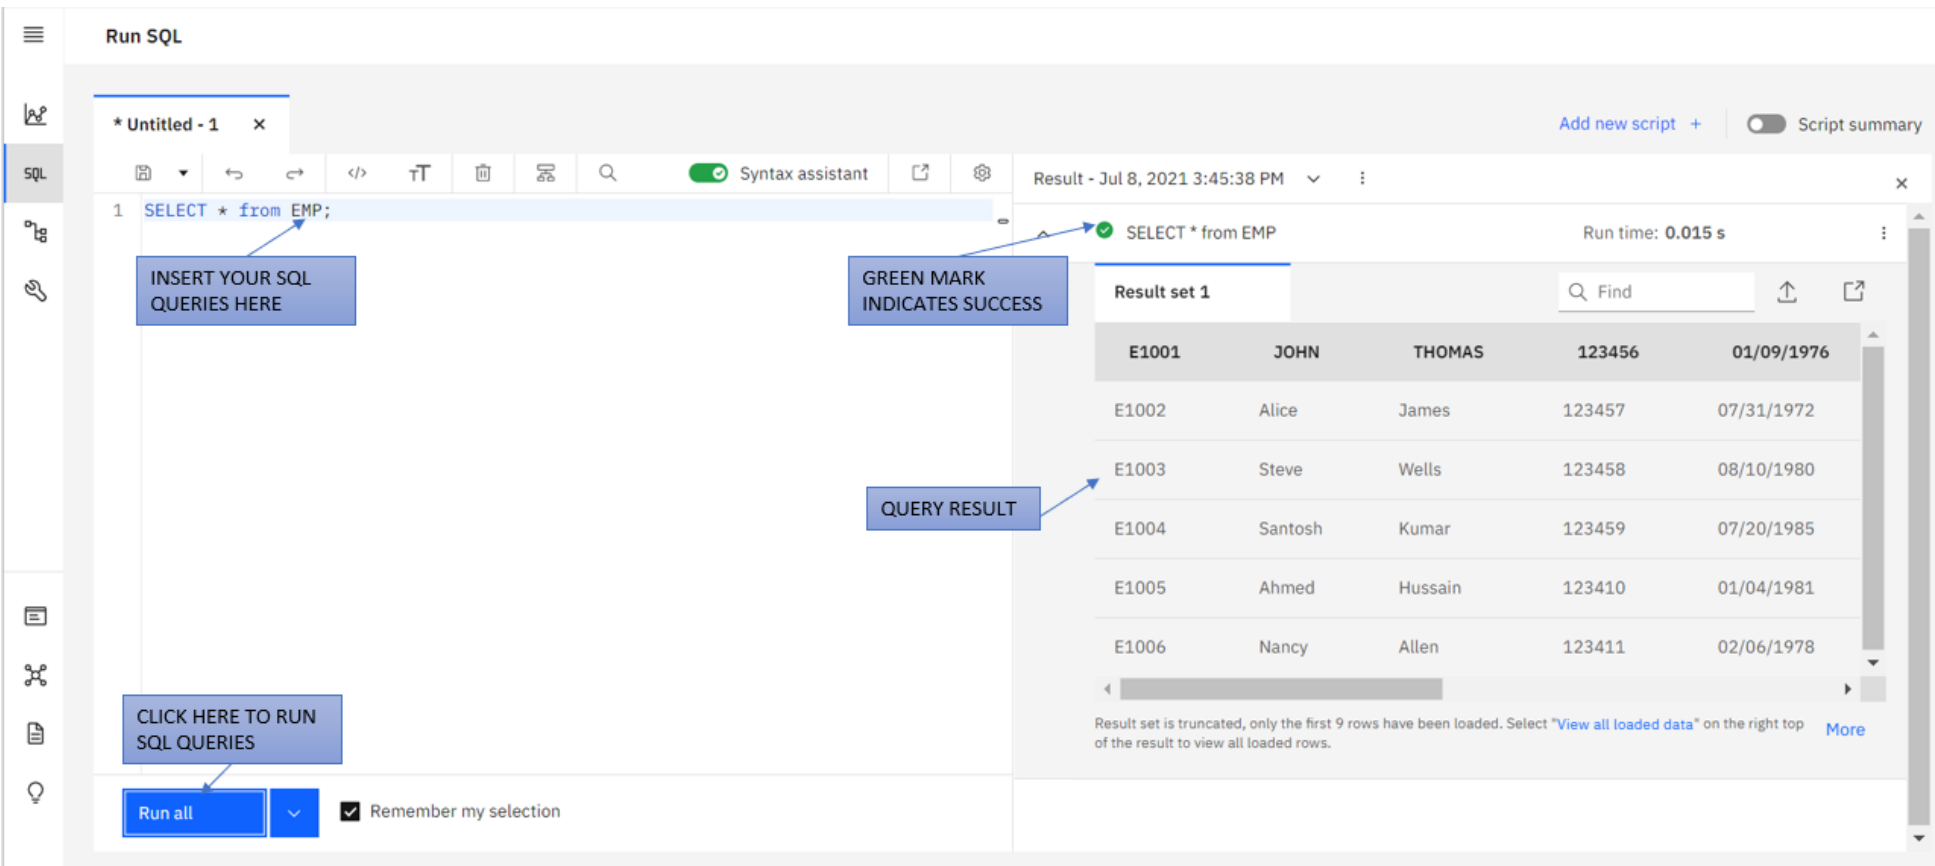 Run SQL
* Untitled - 1 ×
Add new script +
Script summary
SQL
</>
TT
Syntax assistant
Result - Jul 8, 2021 3:45:38 PM
1 SELECT * from EMP;
SELECT * from EMP
Run time: 0.015 s
INSERT YOUR SQL
QUERIES HERE
GREEN MARK
INDICATES SUCCESS
Result set 1
Find
E1001 JOHN THOMAS 123456 01/09/1976
E1002 Alice James 123457 07/31/1972
E1003 Steve Wells 123458 08/10/1980
QUERY RESULT
E1004 Santosh Kumar 123459 07/20/1985
E1005 Ahmed Hussain 123410 01/04/1981
E1006 Nancy Allen 123411 02/06/1978
CLICK HERE TO RUN
SQL QUERIES
Result set is truncated, only the first 9 rows have been loaded. Select "View all loaded data" on the right top
of the result to view all loaded rows.
More
Run all
Remember my selection